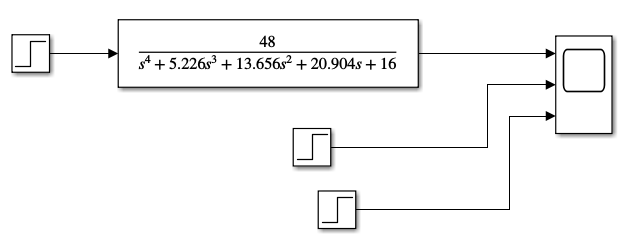 48
s⁴ + 5.226s³ + 13.656s² + 20.904s + 16